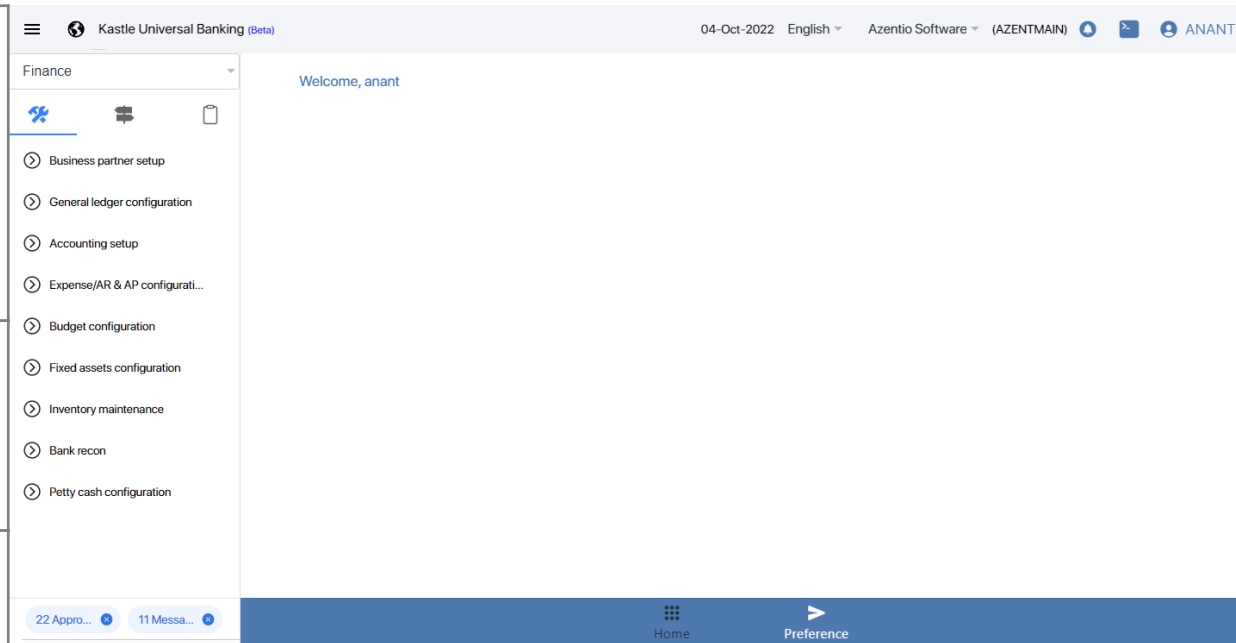 Kastle Universal Banking (Beta)
04-Oct-2022 English Azentio Software (AZENTMAIN) ANANT
Finance
Welcome, anant
Business partner setup
General ledger configuration
Accounting setup
Expense/AR & AP configurati...
Budget configuration
Fixed assets configuration
Inventory maintenance
Bank recon
Petty cash configuration
22 Appro... 11 Messa...
Home Preference